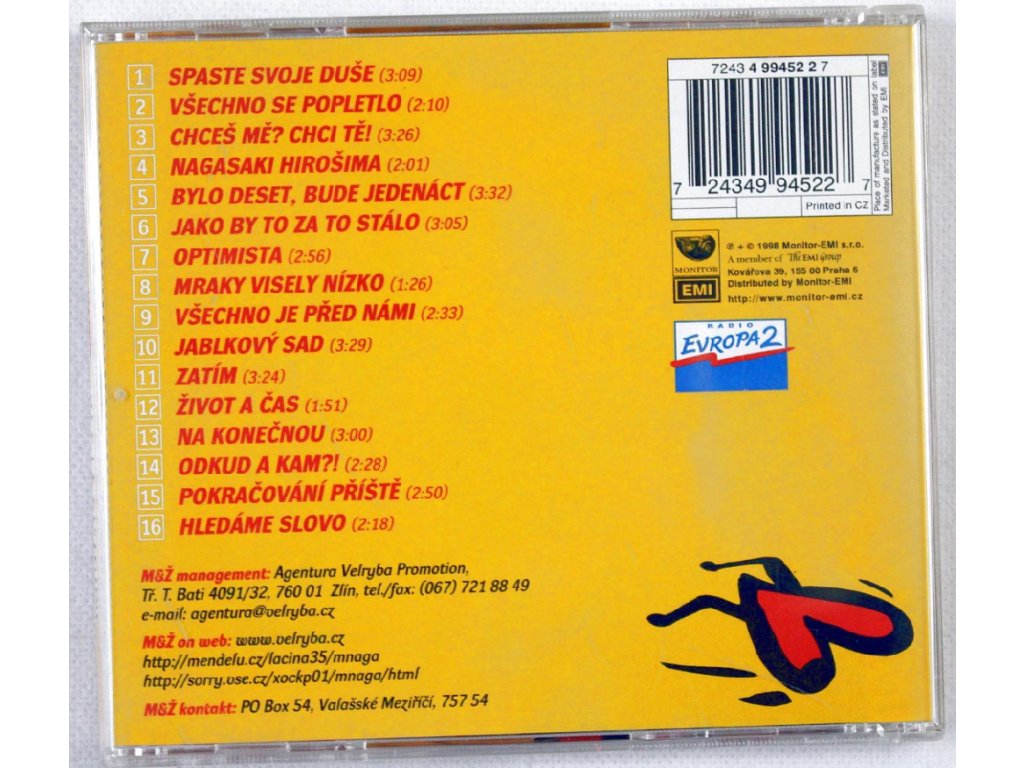 1 SPASTE SVOJE DUŠE (3:09)
2 VŠECHNO SE POPLETLO (2:10)
3 CHCEŠ MĚ? CHCI TĚ! (3:26)
4 NAGASAKI HIROŠIMA (2:01)
5 BYLO DESET, BUDE JEDENÁCT (3:32)
6 JAKO BY TO ZA TO STÁLO (3:05)
7 OPTIMISTA (2:56)
8 MRAKY VISELY NÍZKO (1:26)
9 VŠECHNO JE PŘED NÁMI (2:33)
10 JABLKOVÝ SAD (3:29)
11 ZATÍM (3:24)
12 ŽIVOT A ČAS (1:51)
13 NA KONEČNOU (3:00)
14 ODKUD A KAM?! (2:28)
15 POKRAČOVÁNÍ PŘÍŠTĚ (2:50)
16 HLEDÁME SLOVO (2:18)
M&Ž management: Agentura Velryba Promotion,
Tř. T. Bati 4091/32, 760 01 Zlín, tel./fax: (067) 721 88 49
e-mail: agentura@velryba.cz
M&Ž on web: www.velryba.cz
http://mendelu.cz/lacina35/mnaga
http://sorry.vse.cz/xockp01/mnaga/html
M&Ž kontakt: PO Box 54, Valašské Meziříčí, 757 54
7243 4 99452 2 7
7 24349 94522 7
Printed in CZ
Place of manufacture as stated on label
Marketed and Distributed by EMI
MONITOR
EMI
℗ + © 1998 Monitor-EMI s.r.o.
A member of The EMI Group
Kovářova 39, 155 00 Praha 5
Distributed by Monitor-EMI
http://www.monitor-emi.cz
RADIO
EVROPA 2